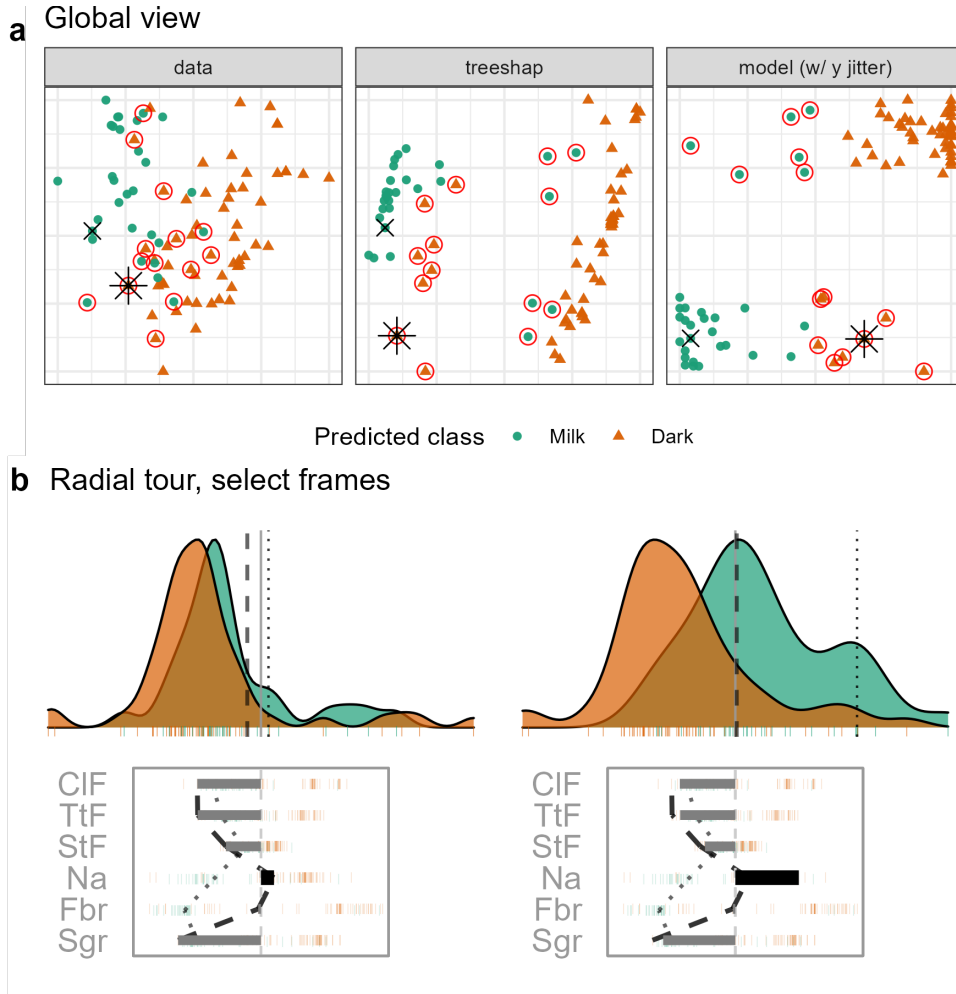 a Global view
data treeshap model (w/ y jitter)
Predicted class Milk Dark
b Radial tour, select frames
ClF ClF
TtF TtF
StF StF
Na Na
Fbr Fbr
Sgr Sgr